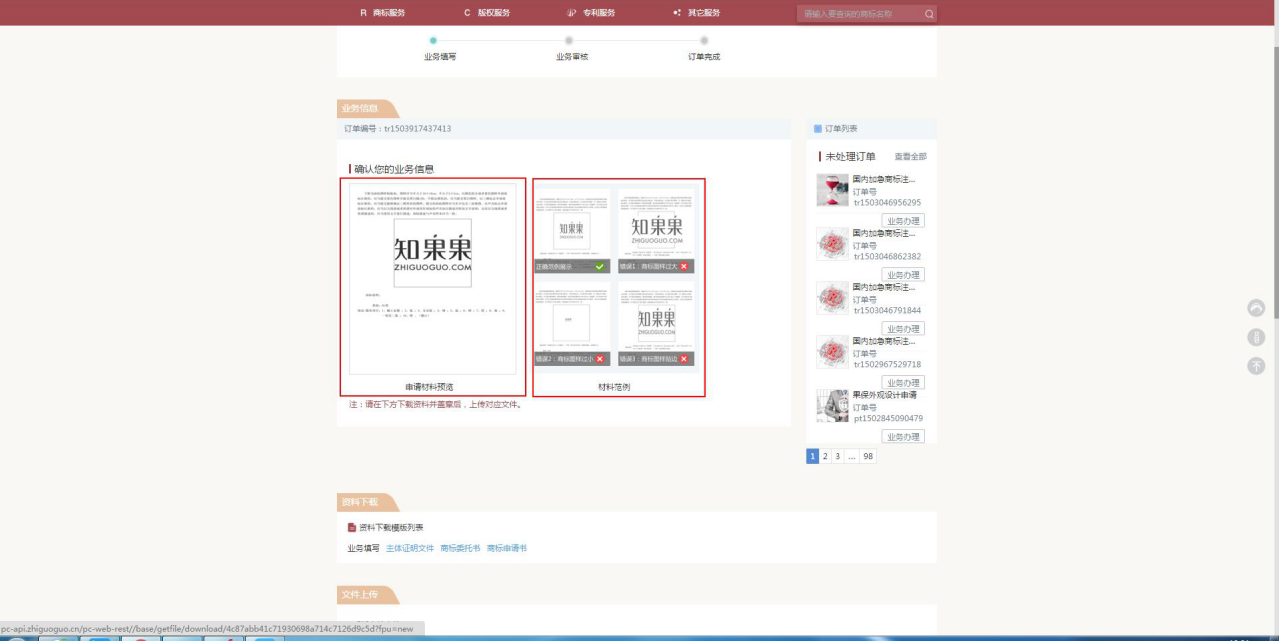 R 商标服务
C 版权服务
专利服务
其它服务
请输入要查询的商标名称
业务填写
业务审核
订单完成
业务信息
订单编号：tr1503917437413
确认您的业务信息
知果果
ZHIGUOGUO.COM
申请材料预览
知果果
ZHIGUOGUO.COM
正确范例展示
知果果
ZHIGUOGUO.COM
错误1：商标图样过大
错误2：商标图样过小
知果果
ZHIGUOGUO.COM
错误3：商标图样贴边
材料范例
注：请在下方下载资料并盖章后，上传对应文件。
订单列表
未处理订单 查看全部
国内加急商标注...
订单号
tr1503046956295
业务办理
国内加急商标注...
订单号
tr1503046862382
业务办理
国内加急商标注...
订单号
tr1503046791844
业务办理
国内加急商标注...
订单号
tr1502967529718
业务办理
果保外观设计申请
订单号
pt1502845090479
业务办理
1 2 3 ... 98
资料下载
资料下载模版列表
业务填写 主体证明文件 商标委托书 商标申请书
文件上传
pc-api.zhiguoguo.cn/pc-web-rest//base/getfile/download/4c87abb41c71930698a714c7126d9c5d?fpu=new